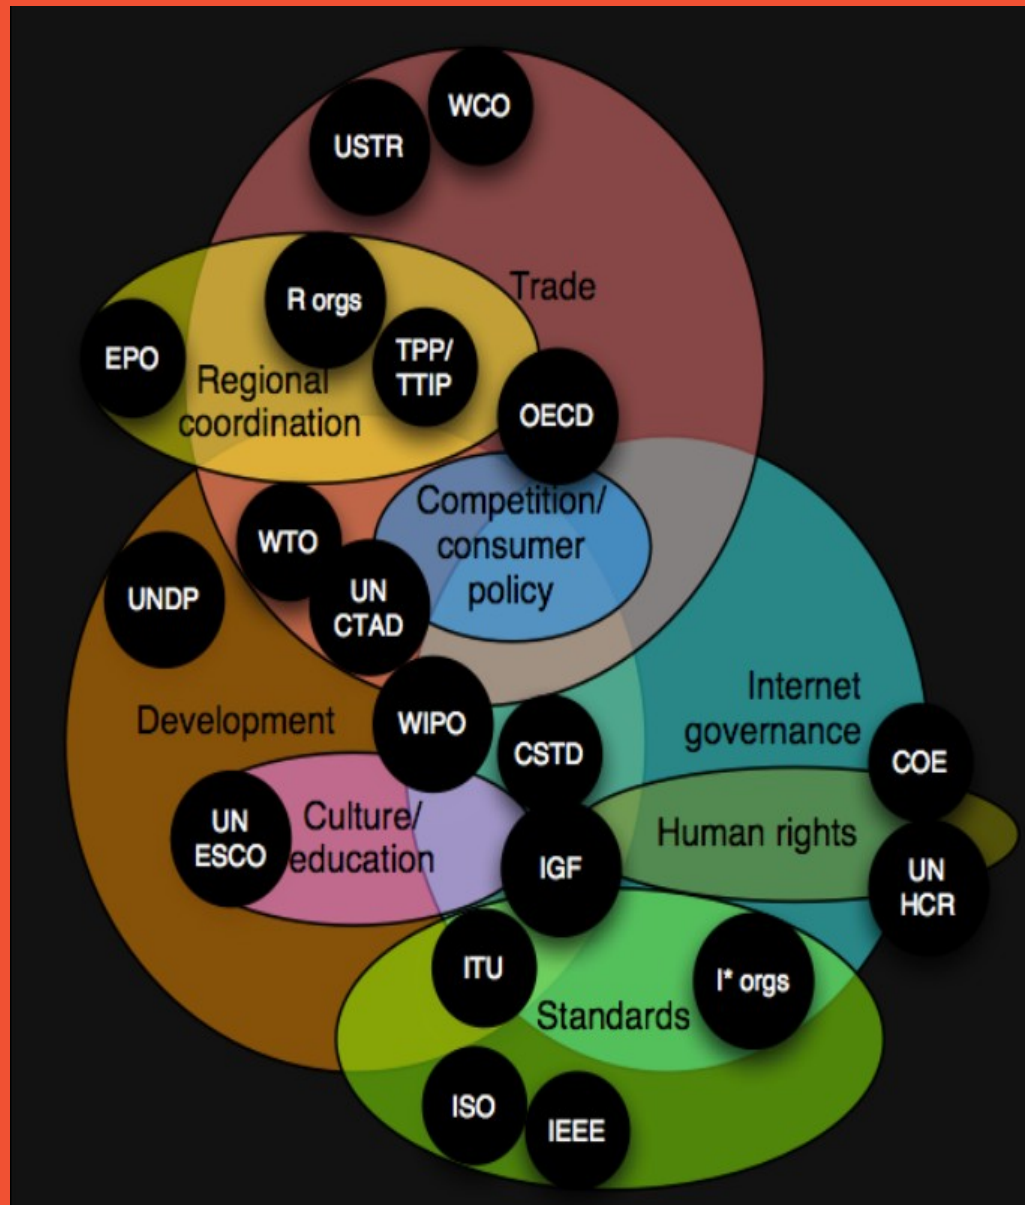 WCO
USTR
Trade
R orgs
TPP/
TTIP
EPO
Regional
coordination
OECD
Competition/
consumer
policy
WTO
UN
CTAD
UNDP
Internet
governance
Development
WIPO
CSTD
COE
Culture/
education
UN
ESCO
IGF
Human rights
UN
HCR
ITU
I* orgs
Standards
ISO
IEEE